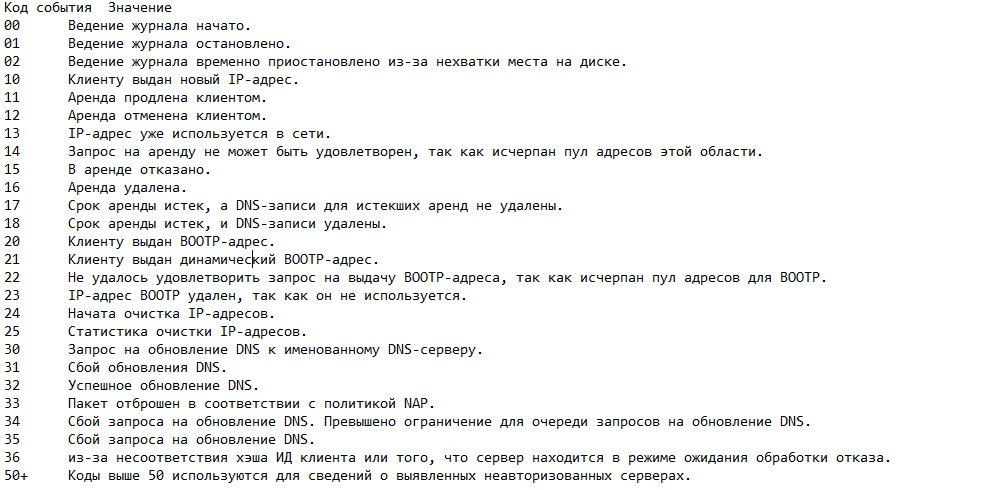 Код события  Значение
00      Ведение журнала начато.
01      Ведение журнала остановлено.
02      Ведение журнала временно приостановлено из-за нехватки места на диске.
10      Клиенту выдан новый IP-адрес.
11      Аренда продлена клиентом.
12      Аренда отменена клиентом.
13      IP-адрес уже используется в сети.
14      Запрос на аренду не может быть удовлетворен, так как исчерпан пул адресов этой области.
15      В аренде отказано.
16      Аренда удалена.
17      Срок аренды истек, а DNS-записи для истекших аренд не удалены.
18      Срок аренды истек, и DNS-записи удалены.
20      Клиенту выдан BOOTP-адрес.
21      Клиенту выдан динамический BOOTP-адрес.
22      Не удалось удовлетворить запрос на выдачу BOOTP-адреса, так как исчерпан пул адресов для BOOTP.
23      IP-адрес BOOTP удален, так как он не используется.
24      Начата очистка IP-адресов.
25      Статистика очистки IP-адресов.
30      Запрос на обновление DNS к именованному DNS-серверу.
31      Сбой обновления DNS.
32      Успешное обновление DNS.
33      Пакет отброшен в соответствии с политикой NAP.
34      Сбой запроса на обновление DNS. Превышено ограничение для очереди запросов на обновление DNS.
35      Сбой запроса на обновление DNS.
36      из-за несоответствия хэша ИД клиента или того, что сервер находится в режиме ожидания обработки отказа.
50+     Коды выше 50 используются для сведений о выявленных неавторизованных серверах.